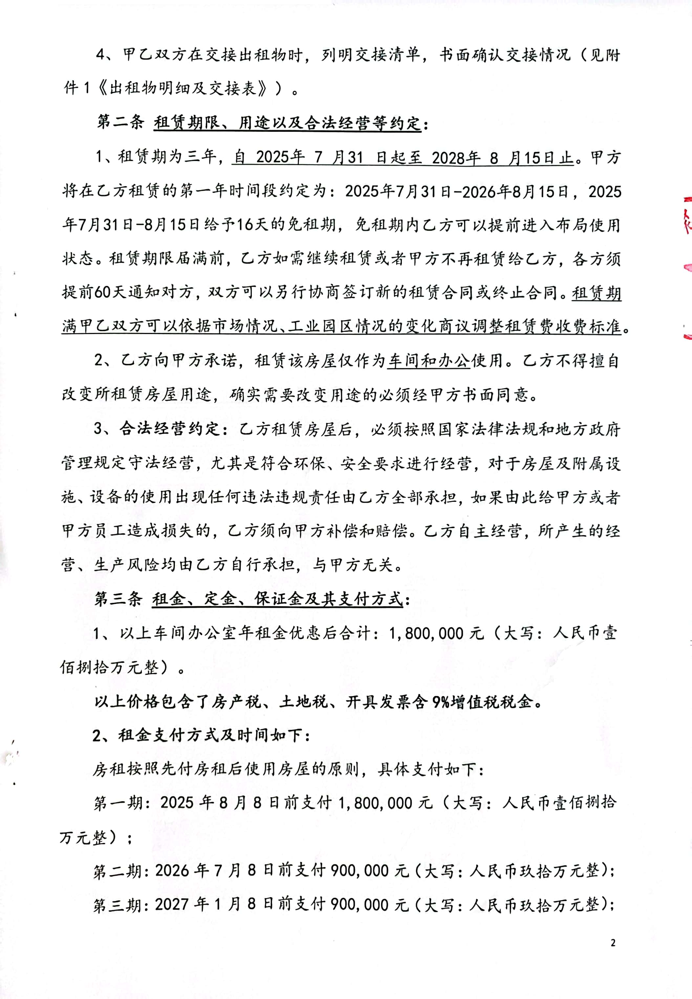 4、甲乙双方在交接出租物时，列明交接清单，书面确认交接情况（见附
件1《出租物明细及交接表》）。
第二条 租赁期限、用途以及合法经营等约定：
1、租赁期为三年，自 2025年 7 月31 日起至 2028年 8 月15日止。甲方
将在乙方租赁的第一年时间段约定为：2025年7月31日-2026年8月15日，2025
年7月31日-8月15日给予16天的免租期，免租期内乙方可以提前进入布局使用
状态。租赁期限届满前，乙方如需继续租赁或者甲方不再租赁给乙方，各方须
提前60天通知对方，双方可以另行协商签订新的租赁合同或终止合同。租赁期
满甲乙双方可以依据市场情况、工业园区情况的变化商议调整租赁费收费标准。
2、乙方向甲方承诺，租赁该房屋仅作为车间和办公使用。乙方不得擅自
改变所租赁房屋用途，确实需要改变用途的必须经甲方书面同意。
3、合法经营约定：乙方租赁房屋后，必须按照国家法律法规和地方政府
管理规定守法经营，尤其是符合环保、安全要求进行经营，对于房屋及附属设
施、设备的使用出现任何违法违规责任由乙方全部承担，如果由此给甲方或者
甲方员工造成损失的，乙方须向甲方补偿和赔偿。乙方自主经营，所产生的经
营、生产风险均由乙方自行承担，与甲方无关。
第三条 租金、定金、保证金及其支付方式：
1、以上车间办公室年租金优惠后合计：1,800,000 元（大写：人民币壹
佰捌拾万元整）。
以上价格包含了房产税、土地税、开具发票含 9%增值税税金。
2、租金支付方式及时间如下：
房租按照先付房租后使用房屋的原则，具体支付如下：
第一期：2025 年 8 月 8 日前支付 1,800,000 元（大写：人民币壹佰捌拾
万元整）；
第二期：2026 年 7 月 8 日前支付 900,000 元（大写：人民币玖拾万元整）；
第三期：2027 年 1 月 8 日前支付 900,000 元（大写：人民币玖拾万元整）；
2